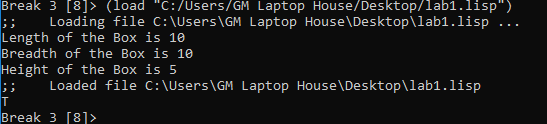 Break 3 [8]> (load "C:/Users/GM Laptop House/Desktop/lab1.lisp")
;;    Loading file C:\Users\GM Laptop House\Desktop\lab1.lisp ...
Length of the Box is 10
Breadth of the Box is 10
Height of the Box is 5
;;    Loaded file C:\Users\GM Laptop House\Desktop\lab1.lisp
T
Break 3 [8]>